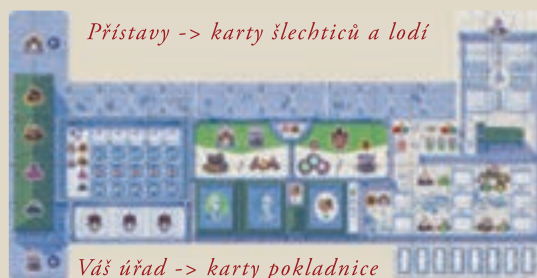 Přístavy -> karty šlechticů a lodí
Váš úřad -> karty pokladnice